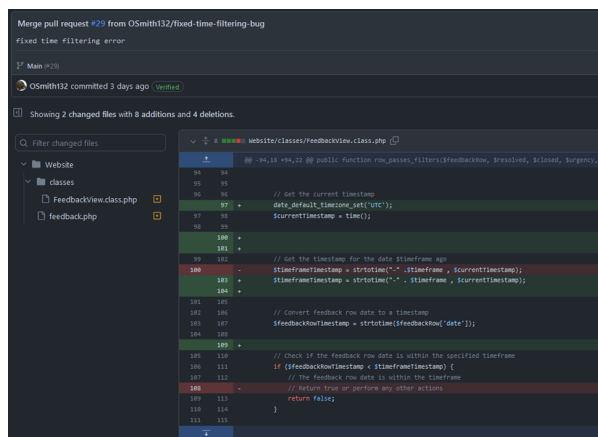 Merge pull request #29 from OSmith132/fixed-time-filtering-bug
fixed time filtering error
Main (#29)
OSmith132 committed 3 days ago Verified
Showing 2 changed files with 8 additions and 4 deletions.
Filter changed files
Website
classes
FeedbackView.class.php
feedback.php
8 Website/classes/FeedbackView.class.php
@@ -94,18 +94,22 @@ public function row_passes_filters($feedbackRow, $resolved, $closed, $urgency,
94 94
95 95
96 96 // Get the current timestamp
97 + date_default_timezone_set('UTC');
97 98 $currentTimestamp = time();
98 99
100 +
101 +
99 102 // Get the timestamp for the date $timeframe ago
100 - $timeframeTimestamp = strtotime("-" .$timeframe , $currentTimestamp);
103 + $timeframeTimestamp = strtotime("-" . $timeframe , $currentTimestamp);
104 +
101 105
102 106 // Convert feedback row date to a timestamp
103 107 $feedbackRowTimestamp = strtotime($feedbackRow['date']);
104 108
109 +
105 110 // Check if the feedback row date is within the specified timeframe
106 111 if ($feedbackRowTimestamp < $timeframeTimestamp) {
107 112 // The feedback row date is within the timeframe
108 - // Return true or perform any other actions
109 113 return false;
110 114 }
111 115